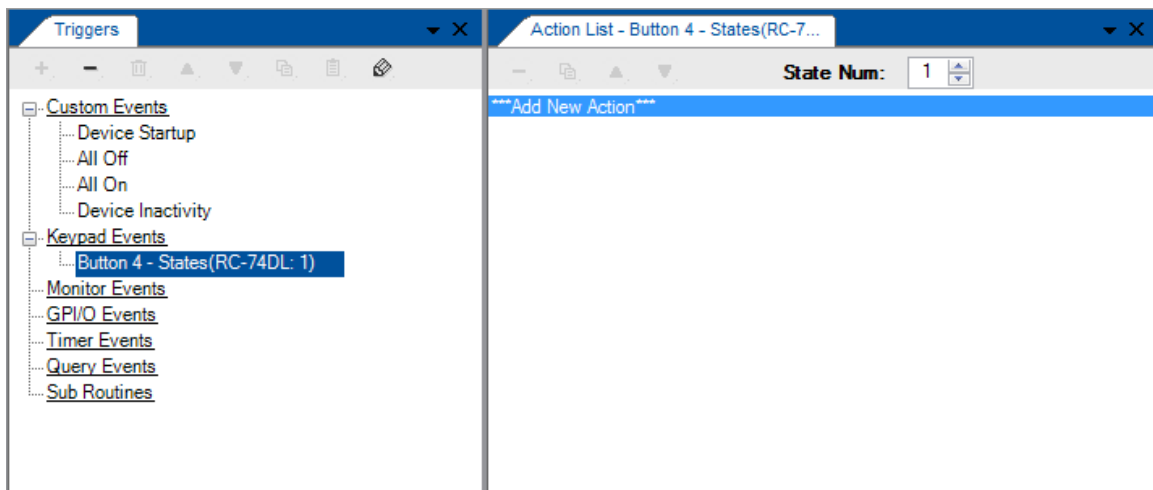 Triggers
Custom Events
Device Startup
All Off
All On
Device Inactivity
Keypad Events
Button 4 - States(RC-74DL: 1)
Monitor Events
GPI/O Events
Timer Events
Query Events
Sub Routines
Action List - Button 4 - States(RC-7...
State Num: 1
***Add New Action***